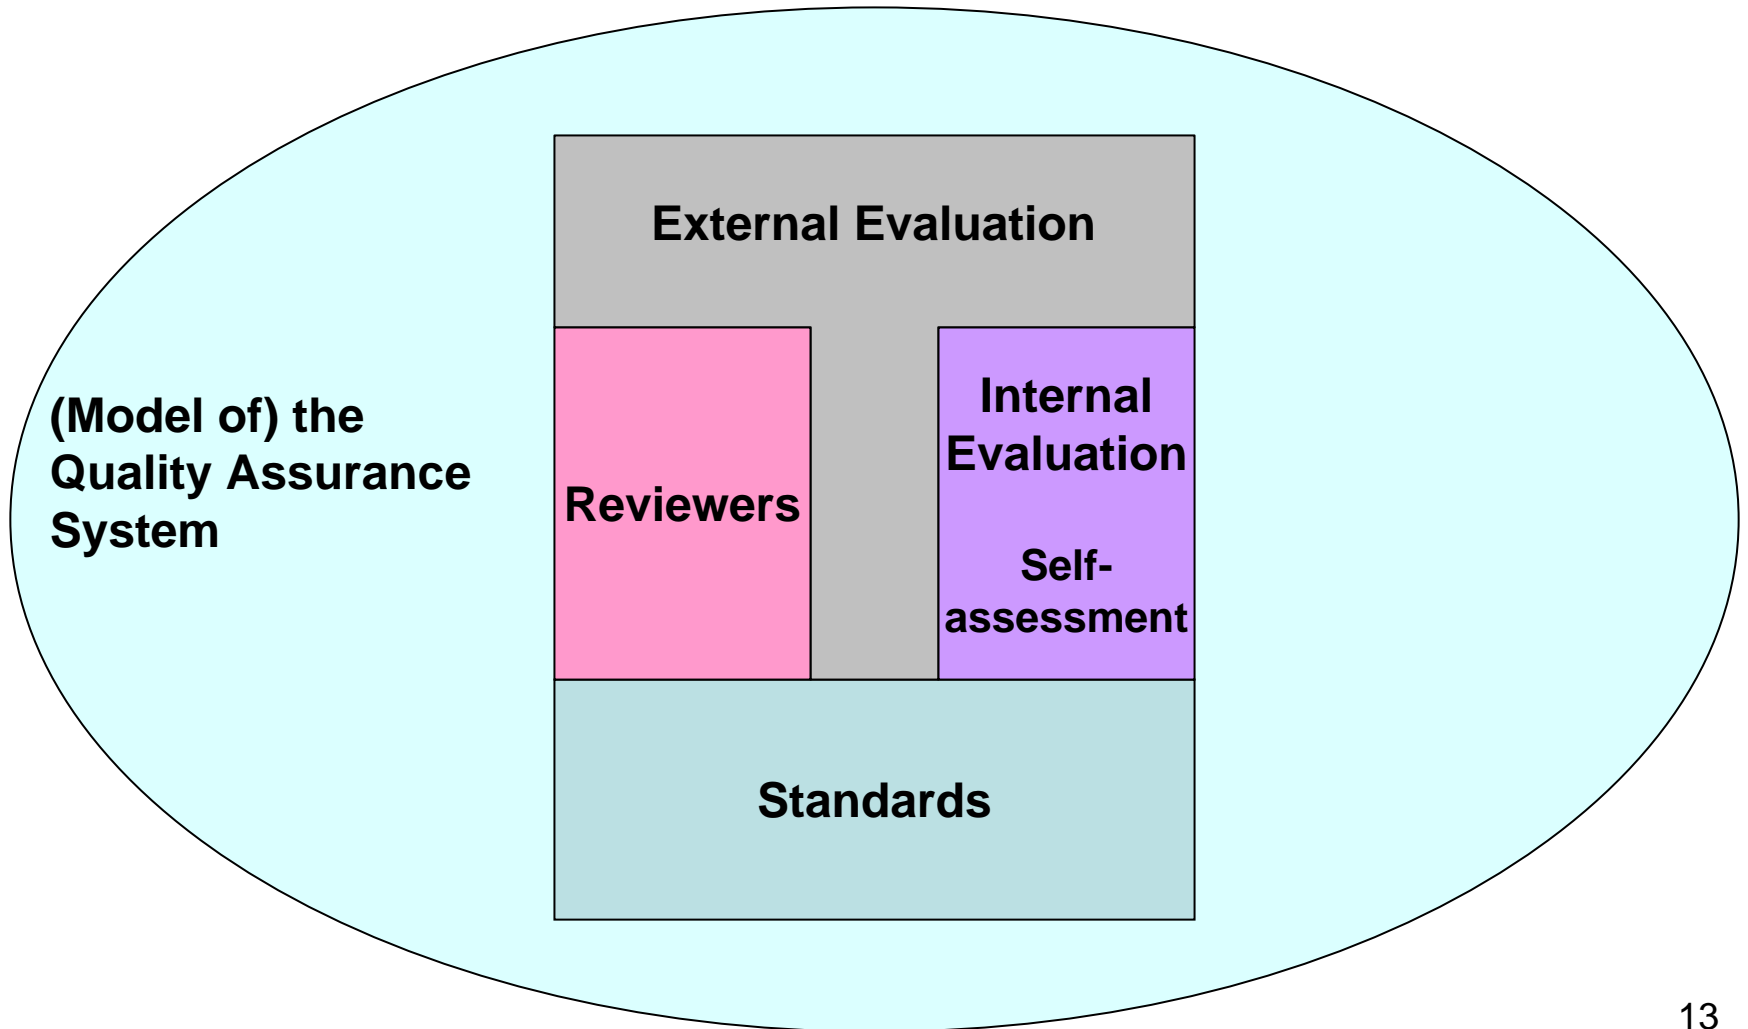 External Evaluation
(Model of) the
Quality Assurance
System
Reviewers
Internal
Evaluation
Self-
assessment
Standards
13